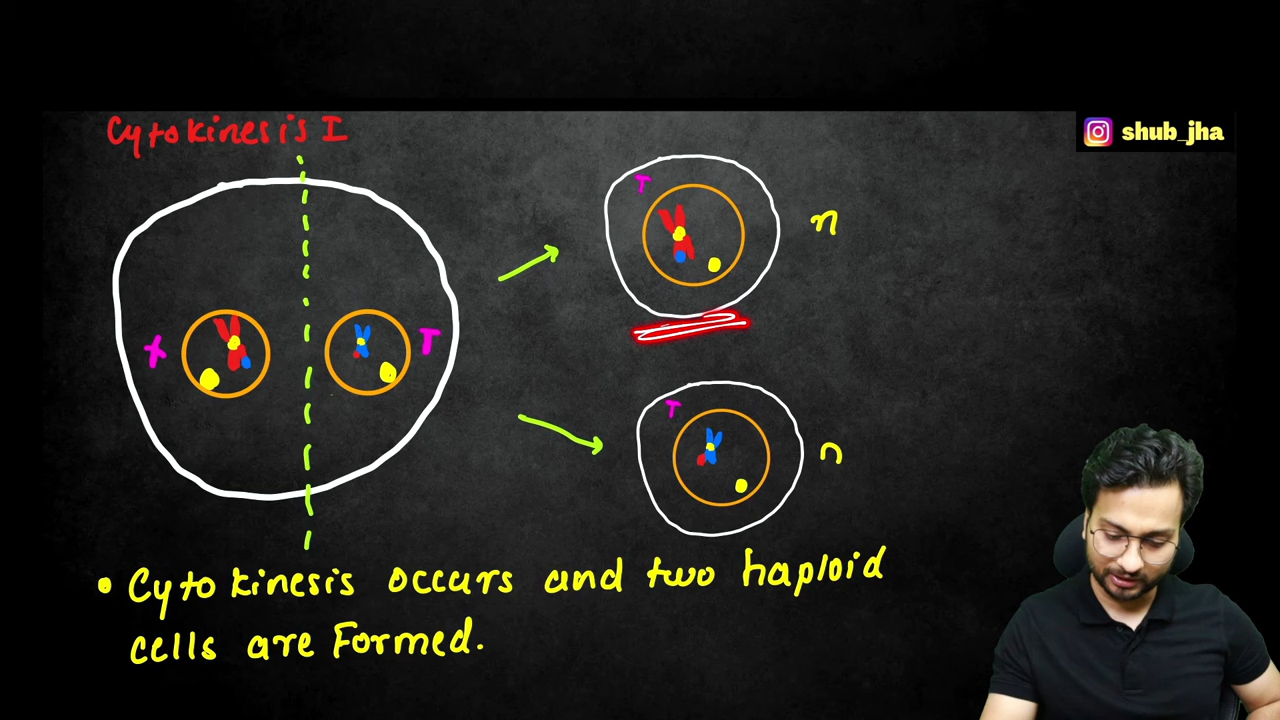 Cytokinesis I
shub_jha
T
n
T
T
n
• Cytokinesis occurs and two haploid
cells are Formed.